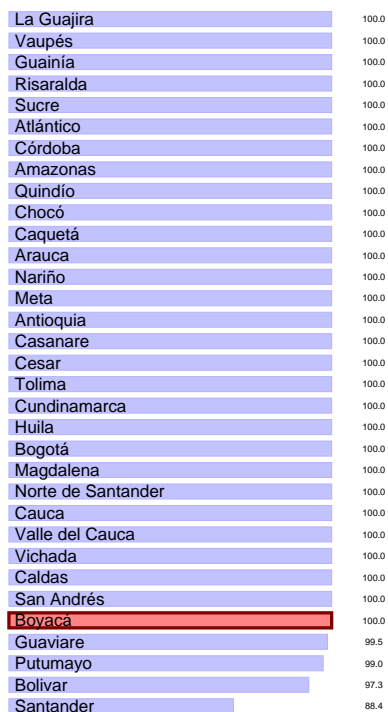 La Guajira 100.0
Vaupés 100.0
Guainía 100.0
Risaralda 100.0
Sucre 100.0
Atlántico 100.0
Córdoba 100.0
Amazonas 100.0
Quindío 100.0
Chocó 100.0
Caquetá 100.0
Arauca 100.0
Nariño 100.0
Meta 100.0
Antioquia 100.0
Casanare 100.0
Cesar 100.0
Tolima 100.0
Cundinamarca 100.0
Huila 100.0
Bogotá 100.0
Magdalena 100.0
Norte de Santander 100.0
Cauca 100.0
Valle del Cauca 100.0
Vichada 100.0
Caldas 100.0
San Andrés 100.0
Boyacá 100.0
Guaviare 99.5
Putumayo 99.0
Bolivar 97.3
Santander 88.4